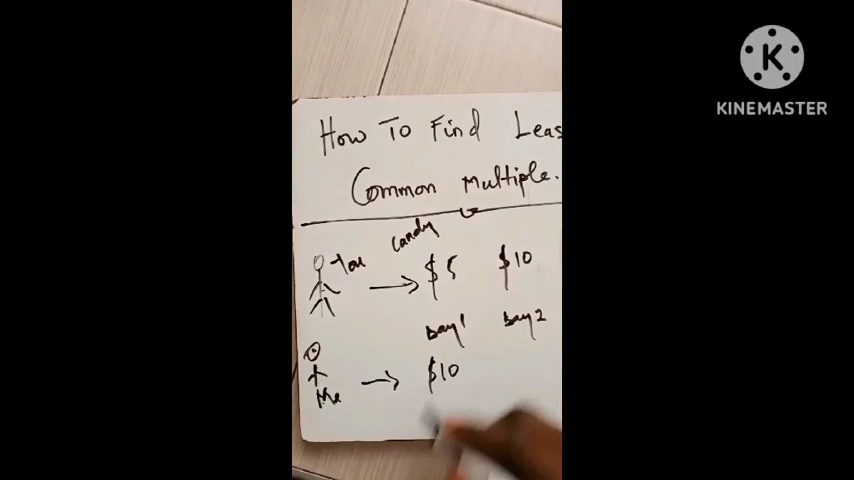 How To Find Leas
Common Multiple.
candy
You $5 $10
Day1 Day2
Me $10
KINEMASTER